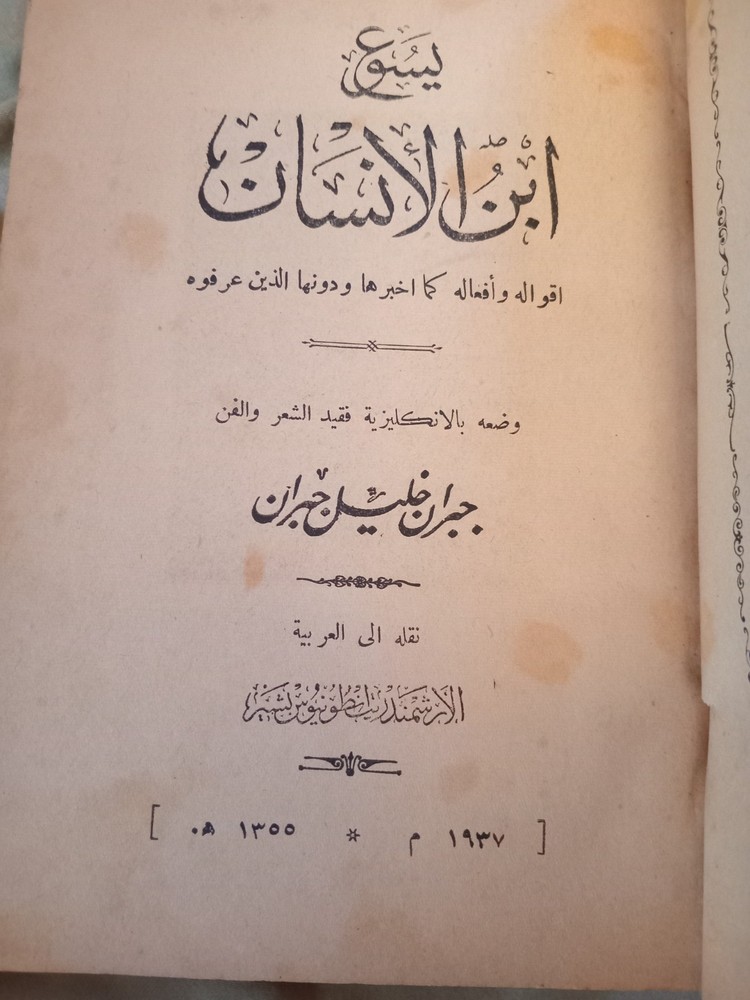 يسوع
ابن الإنسان
اقواله وأفعاله كما اخبرها ودونها الذين عرفوه
وضعه بالانكليزية فقيد الشعر والفن
جبران خليل جبران
نقله الى العربية
الارشمندريت انطونيوس بشير
[ ١٩٣٧ م * ١٣٥٥ هـ ]